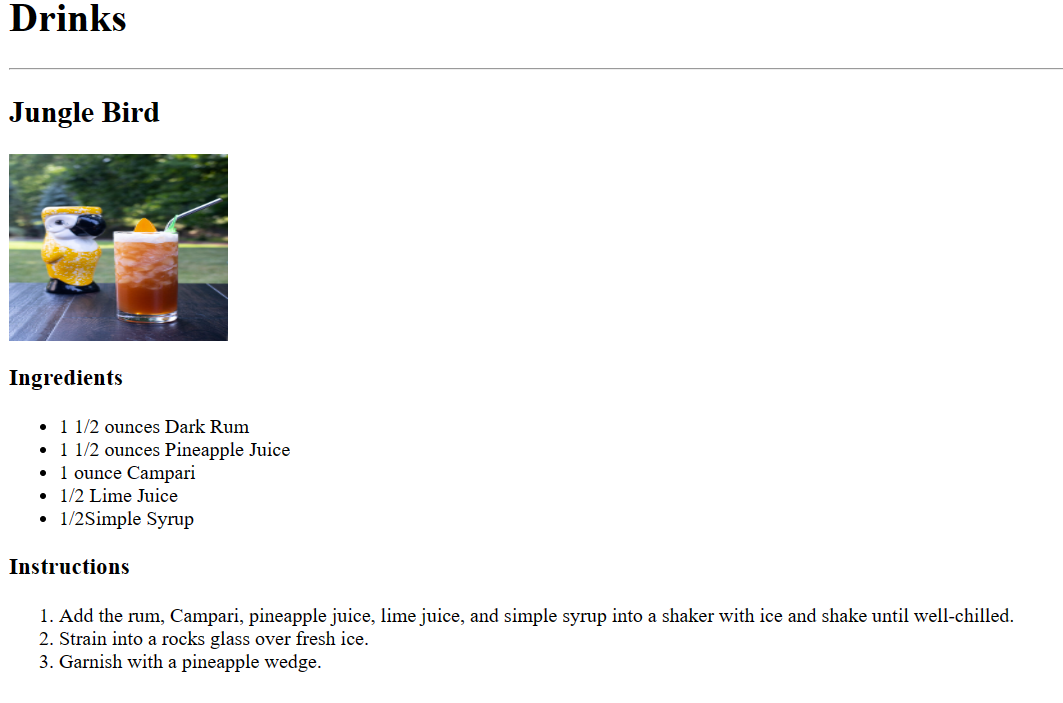 Drinks
Jungle Bird
Ingredients
• 1 1/2 ounces Dark Rum
• 1 1/2 ounces Pineapple Juice
• 1 ounce Campari
• 1/2 Lime Juice
• 1/2Simple Syrup
Instructions
1. Add the rum, Campari, pineapple juice, lime juice, and simple syrup into a shaker with ice and shake until well-chilled.
2. Strain into a rocks glass over fresh ice.
3. Garnish with a pineapple wedge.